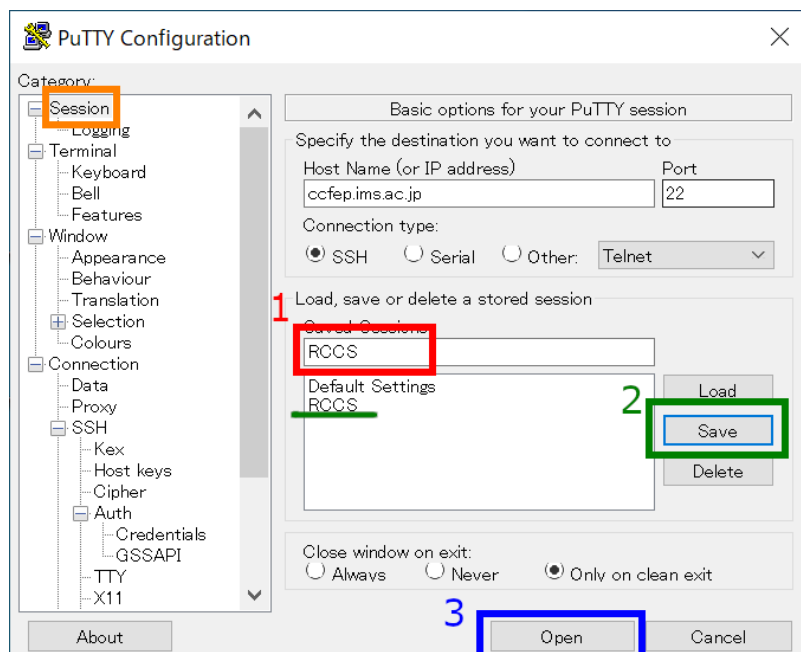 PuTTY Configuration
Category:
Session
Logging
Terminal
Keyboard
Bell
Features
Window
Appearance
Behaviour
Translation
Selection
Colours
Connection
Data
Proxy
SSH
Kex
Host keys
Cipher
Auth
Credentials
GSSAPI
TTY
X11
Basic options for your PuTTY session
Specify the destination you want to connect to
Host Name (or IP address) Port
ccfep.ims.ac.jp 22
Connection type:
SSH Serial Other: Telnet
Load, save or delete a stored session
1
Saved Sessions
RCCS
Default Settings
RCCS
Load
2
Save
Delete
Close window on exit:
Always Never Only on clean exit
3
About Open Cancel